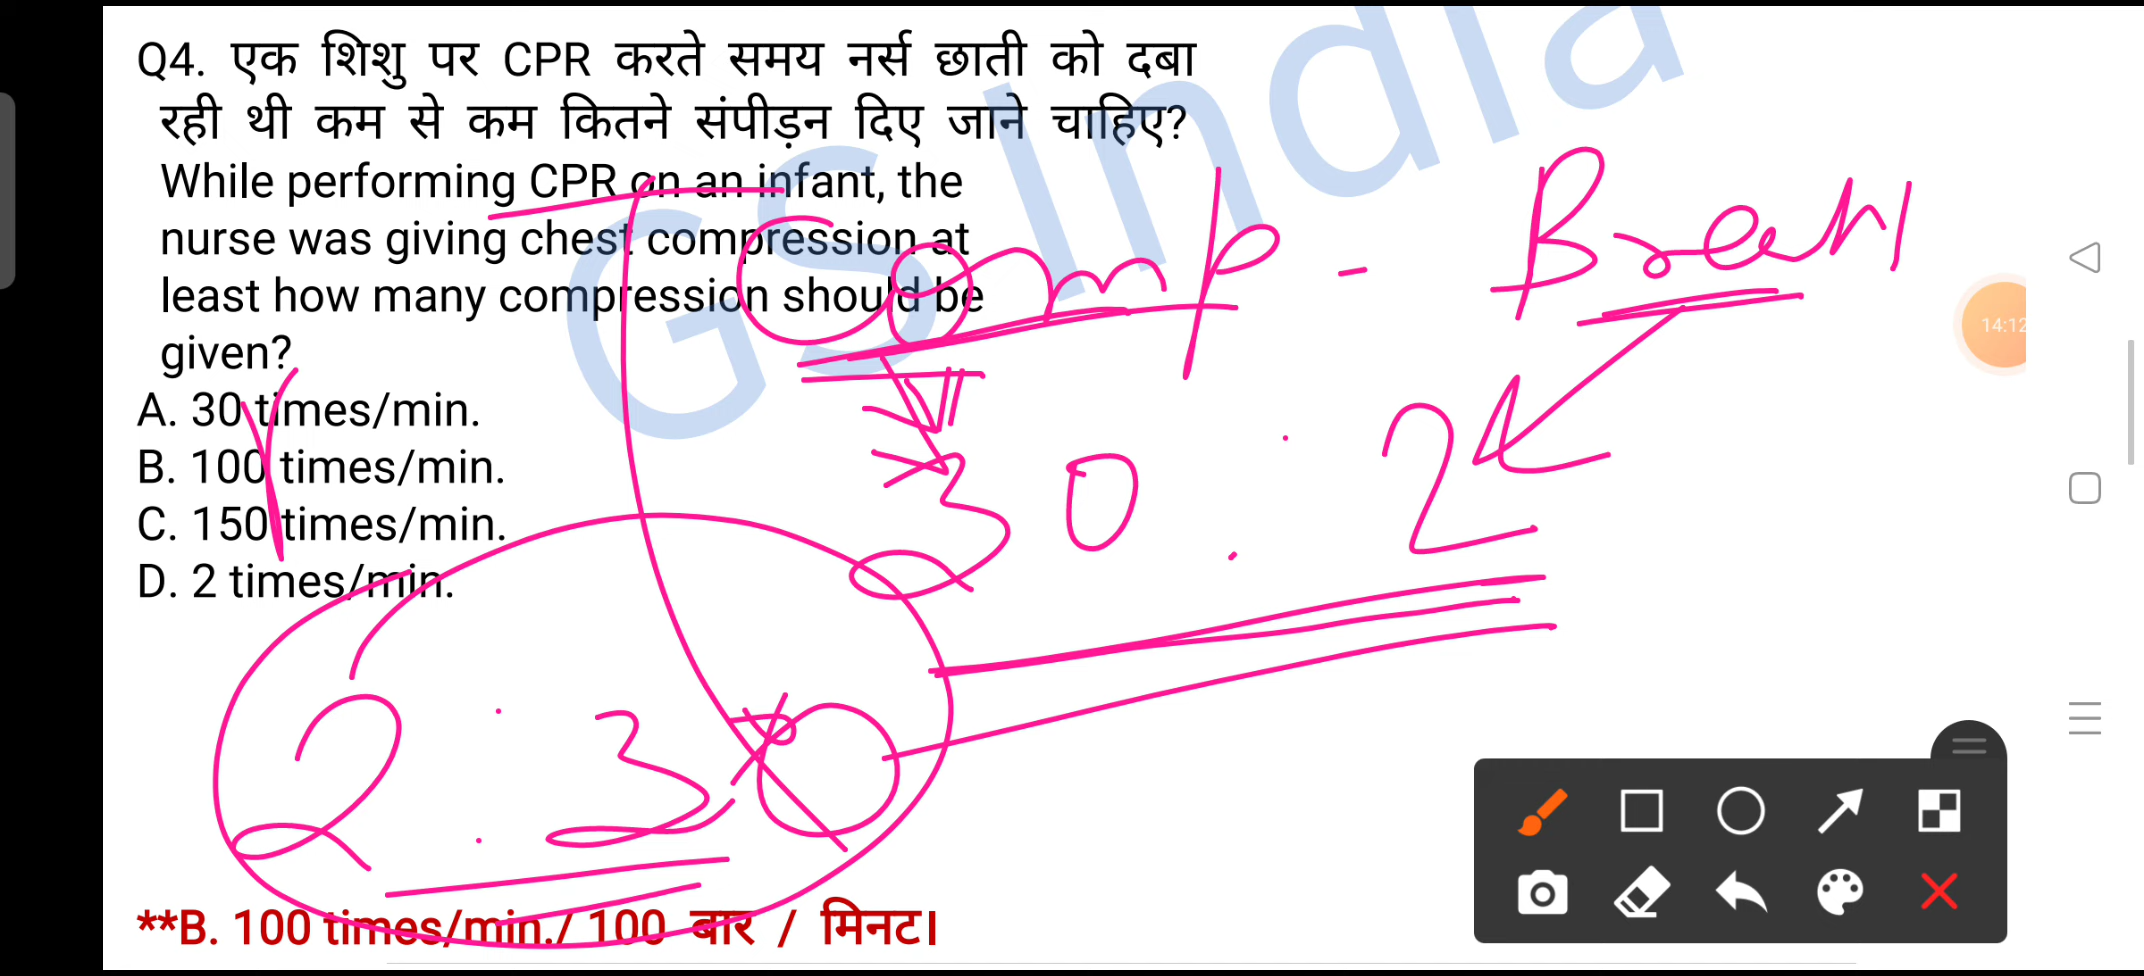 Q4. एक शिशु पर CPR करते समय नर्स छाती को दबा
रही थी कम से कम कितने संपीड़न दिए जाने चाहिए?
While performing CPR on an infant, the
nurse was giving chest compression at
least how many compression should be
given?
A. 30 times/min.
B. 100 times/min.
C. 150 times/min.
D. 2 times/min.
Comp - Breath
30 : 2
2 : 30
**B. 100 times/min./ 100 बार / मिनट।
GS India
14:12